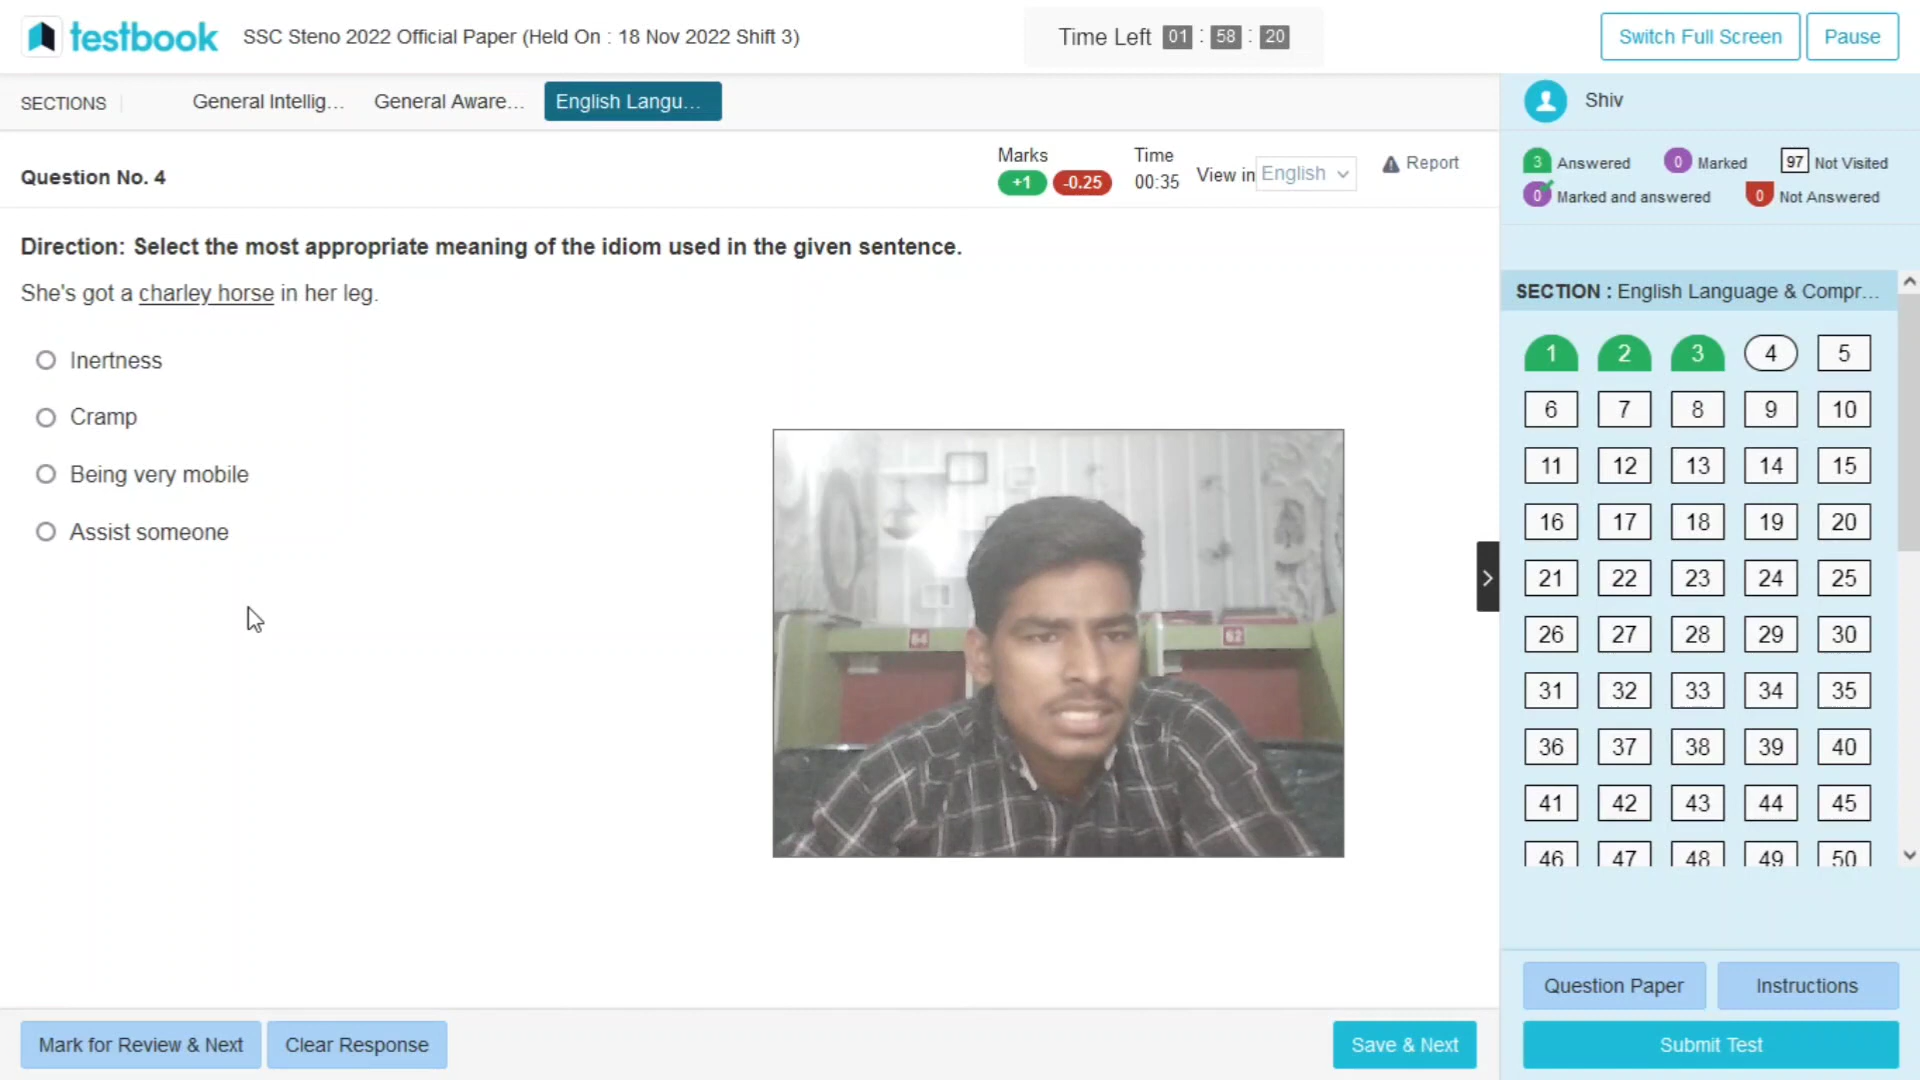 testbook
SSC Steno 2022 Official Paper (Held On : 18 Nov 2022 Shift 3)
Time Left 01 : 58 : 20
Switch Full Screen
Pause
SECTIONS
General Intellig...
General Aware...
English Langu...
Shiv
Question No. 4
Marks
+1
-0.25
Time
00:35
View in English
Report
3 Answered
0 Marked
97 Not Visited
0 Marked and answered
0 Not Answered
Direction: Select the most appropriate meaning of the idiom used in the given sentence.
She's got a charley horse in her leg.
Inertness
Cramp
Being very mobile
Assist someone
64
62
SECTION : English Language & Compr...
1 2 3 4 5
6 7 8 9 10
11 12 13 14 15
16 17 18 19 20
21 22 23 24 25
26 27 28 29 30
31 32 33 34 35
36 37 38 39 40
41 42 43 44 45
46 47 48 49 50
Question Paper
Instructions
Mark for Review & Next
Clear Response
Save & Next
Submit Test